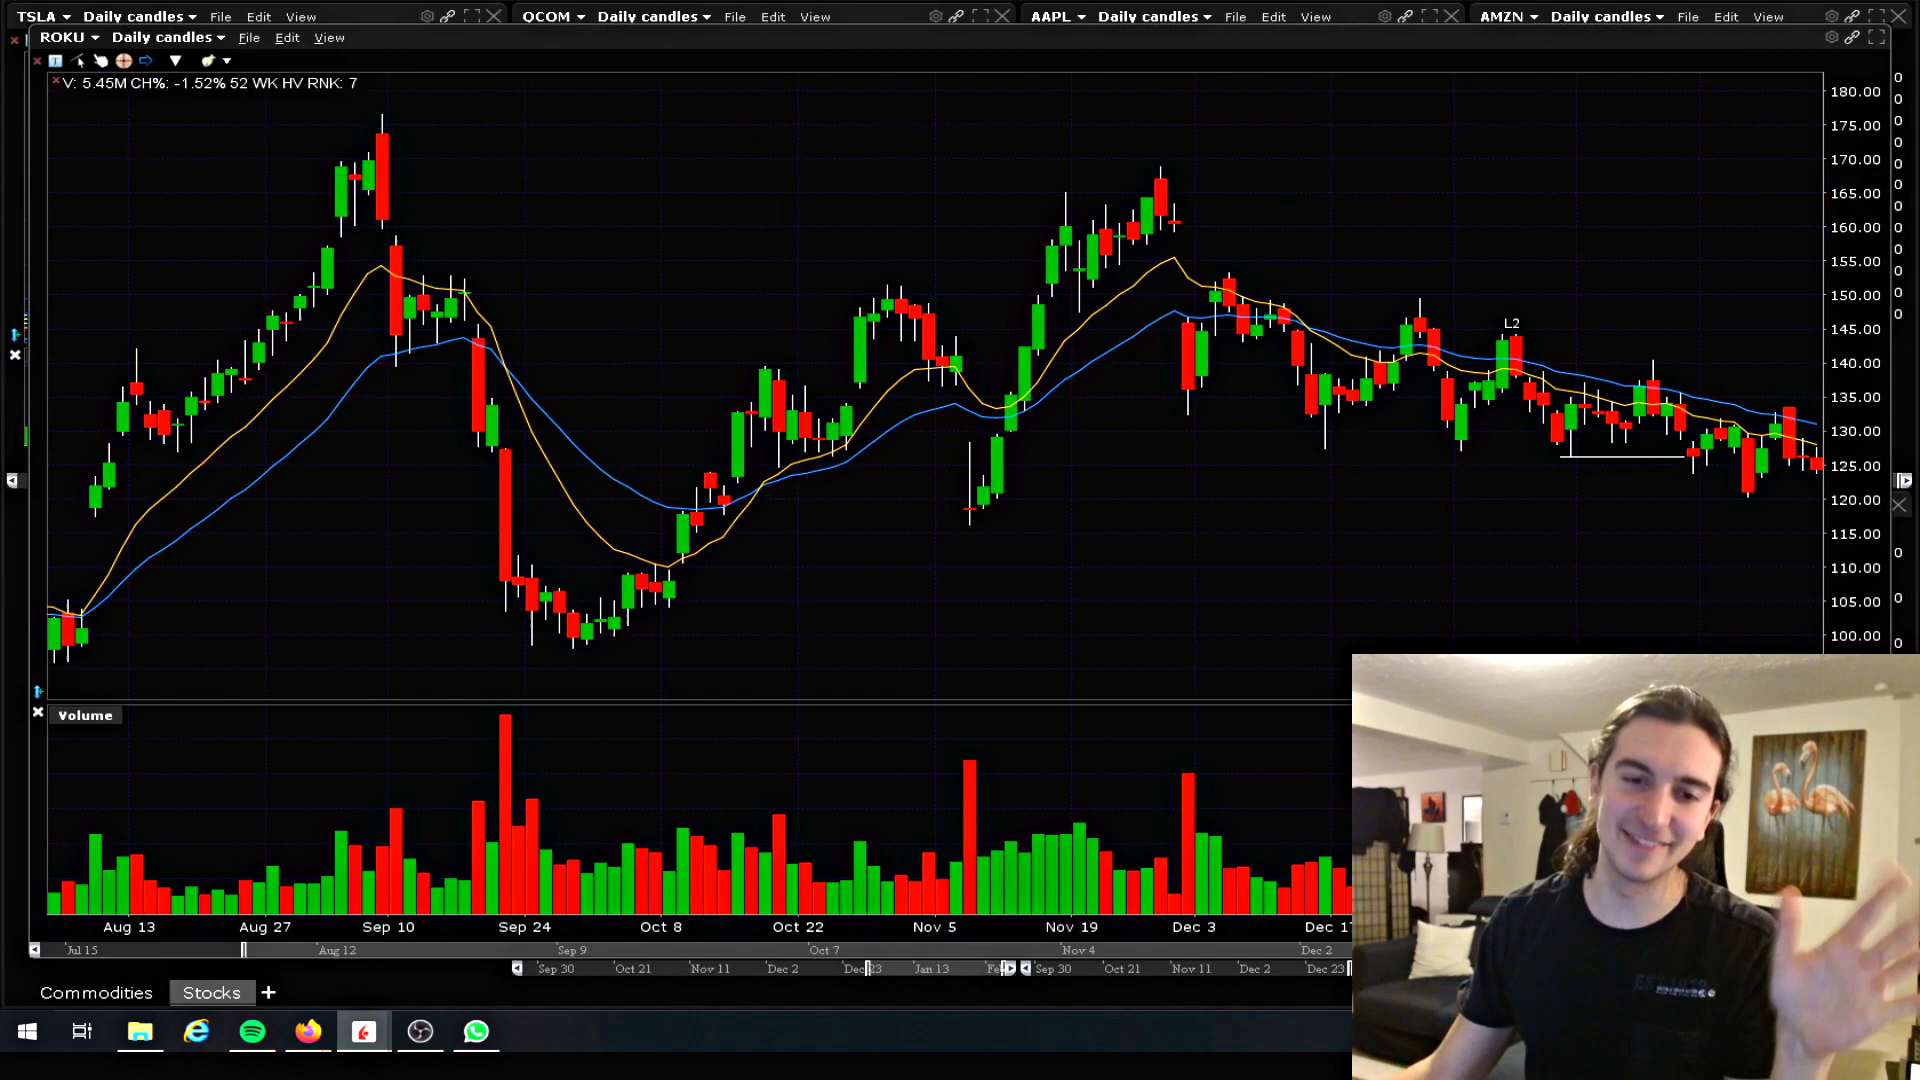 TSLA Daily candles File Edit View QCOM Daily candles File Edit View AAPL Daily candles File Edit View AMZN Daily candles File Edit View
ROKU Daily candles File Edit View
V: 5.45M CH%: -1.52% 52 WK HV RNK: 7
180.00
175.00
170.00
165.00
160.00
155.00
150.00
145.00
140.00
135.00
130.00
125.00
120.00
115.00
110.00
105.00
100.00
L2
Volume
Aug 13 Aug 27 Sep 10 Sep 24 Oct 8 Oct 22 Nov 5 Nov 19 Dec 3 Dec 17
Jul 15 Aug 12 Sep 9 Oct 7 Nov 4 Dec 2
Sep 30 Oct 21 Nov 11 Dec 2 Dec 23 Jan 13 Sep 30 Oct 21 Nov 11 Dec 2 Dec 23
Commodities Stocks +